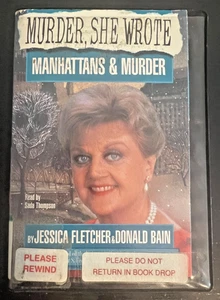 MURDER, SHE WROTE
MANHATTANS & MURDER
Read by
Sada Thompson
BY JESSICA FLETCHER & DONALD BAIN
PLEASE
REWIND
PLEASE DO NOT
RETURN IN BOOK DROP